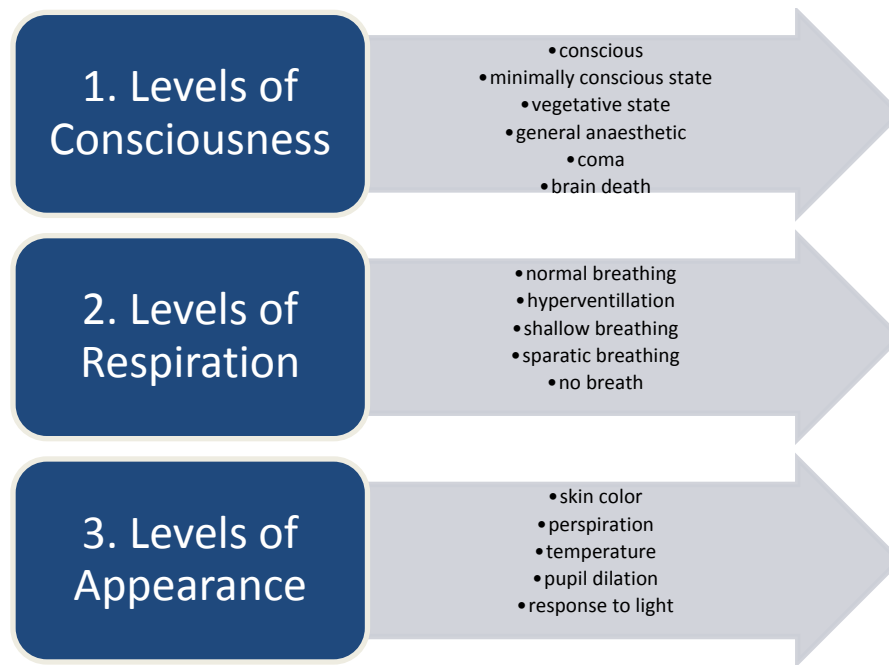 1. Levels of
Consciousness
•conscious
•minimally conscious state
•vegetative state
•general anaesthetic
•coma
•brain death
2. Levels of
Respiration
•normal breathing
•hyperventillation
•shallow breathing
•sparatic breathing
•no breath
3. Levels of
Appearance
•skin color
•perspiration
•temperature
•pupil dilation
•response to light